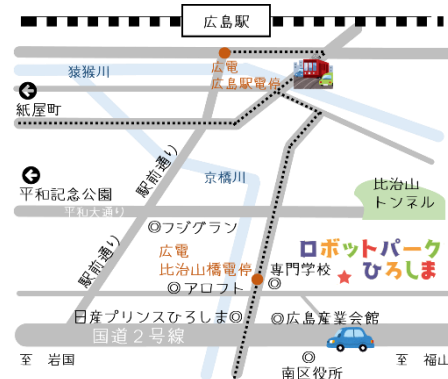 広島駅
猿猴川
広電
広島駅電停
紙屋町
駅前通り
京橋川
平和記念公園
平和大通り
比治山
トンネル
フジグラン
広電
比治山橋電停
専門学校
ロボットパーク
ひろしま
駅前通り
アロフト
日産プリンスひろしま
広島産業会館
国道2号線
至 岩国
南区役所
至 福山